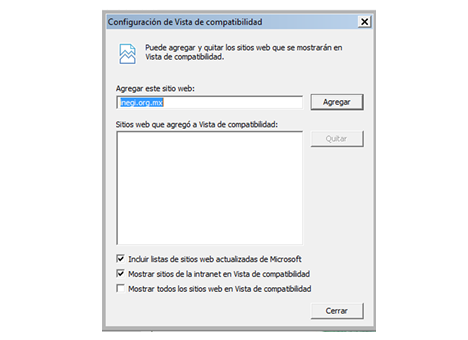 Configuración de Vista de compatibilidad
Puede agregar y quitar los sitios web que se mostrarán en
Vista de compatibilidad.
Agregar este sitio web:
inegi.org.mx
Agregar
Sitios web que agregó a Vista de compatibilidad:
Quitar
Incluir listas de sitios web actualizadas de Microsoft
Mostrar sitios de la intranet en Vista de compatibilidad
Mostrar todos los sitios web en Vista de compatibilidad
Cerrar